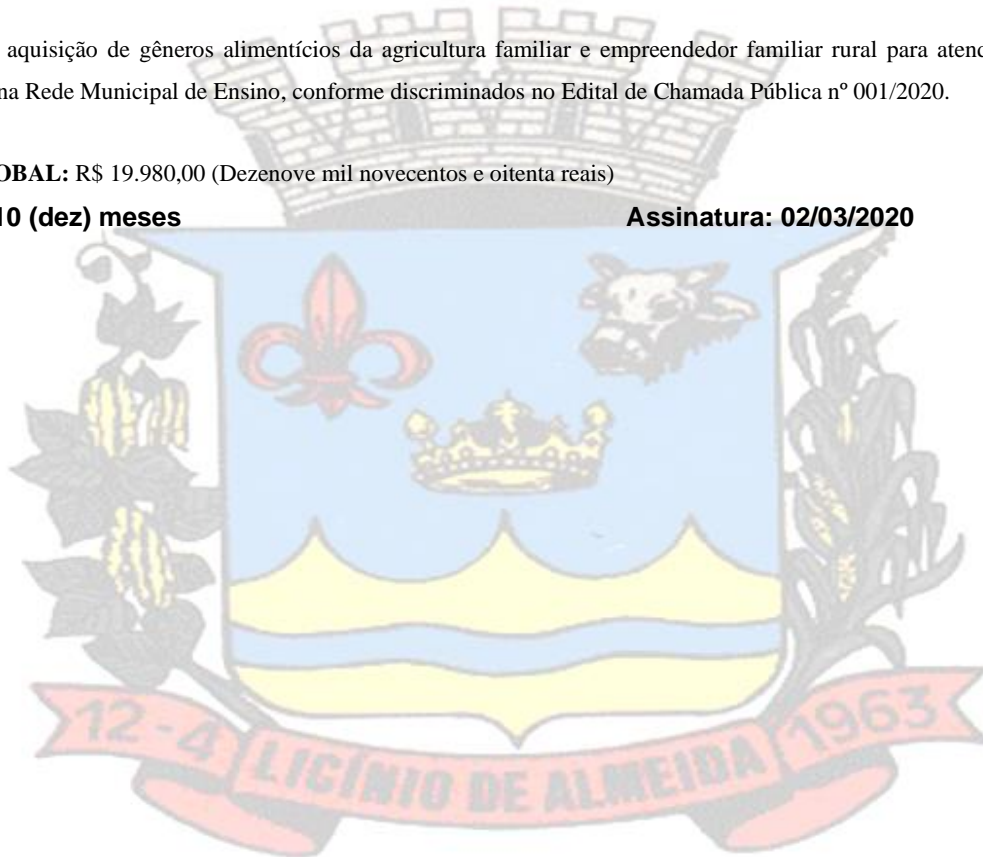 aquisição de gêneros alimentícios da agricultura familiar e empreendedor familiar rural para atend
na Rede Municipal de Ensino, conforme discriminados no Edital de Chamada Pública nº 001/2020.
OBAL: R$ 19.980,00 (Dezenove mil novecentos e oitenta reais)
10 (dez) meses Assinatura: 02/03/2020
12-4 LICÍNIO DE ALMEIDA 1963